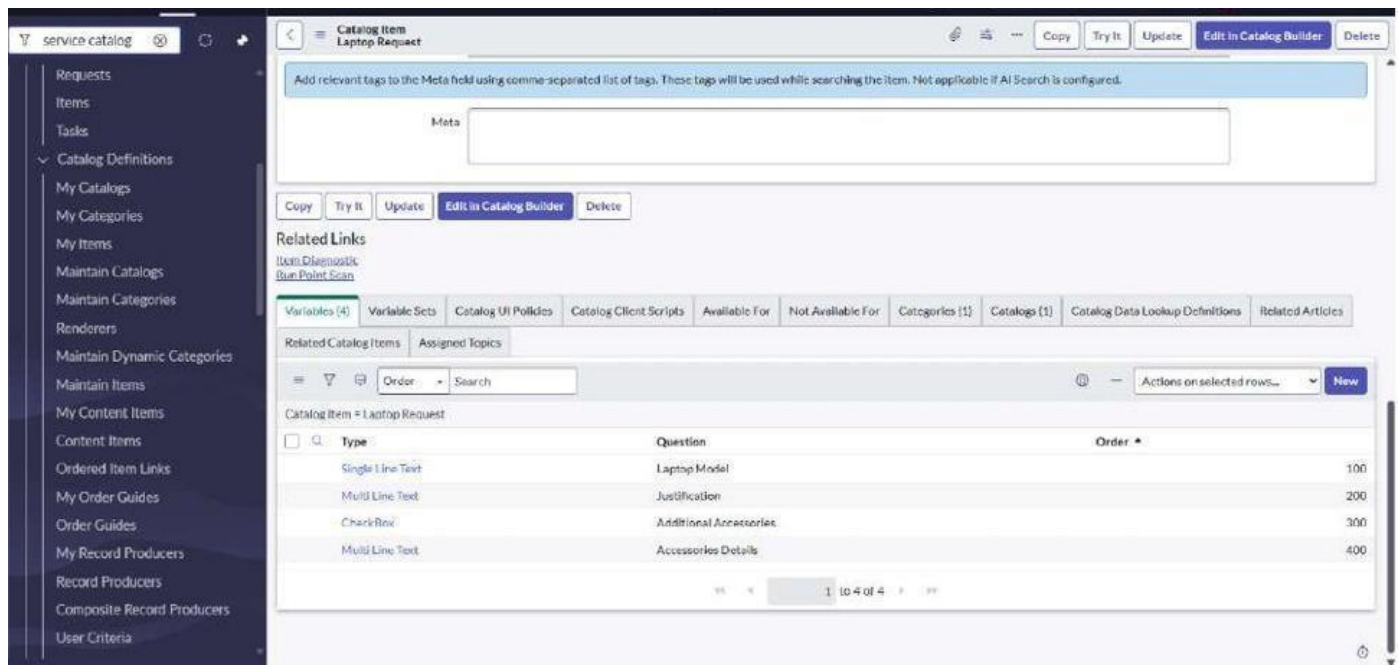 service catalog
Requests
Items
Tasks
Catalog Definitions
My Catalogs
My Categories
My Items
Maintain Catalogs
Maintain Categories
Renderers
Maintain Dynamic Categories
Maintain Items
My Content Items
Content Items
Ordered Item Links
My Order Guides
Order Guides
My Record Producers
Record Producers
Composite Record Producers
User Criteria
Catalog Item
Laptop Request
Copy Try It Update Edit in Catalog Builder Delete
Add relevant tags to the Meta field using comma-separated list of tags. These tags will be used while searching the item. Not applicable if AI Search is configured.
Meta
Copy Try It Update Edit in Catalog Builder Delete
Related Links
Item Diagnostic
Run Point Scan
Variables (4) Variable Sets Catalog UI Policies Catalog Client Scripts Available For Not Available For Categories (1) Catalogs (1) Catalog Data Lookup Definitions Related Articles
Related Catalog Items Assigned Topics
Order Search Actions on selected rows... New
Catalog Item = Laptop Request
Type Question Order
Single Line Text Laptop Model 100
Multi Line Text Justification 200
CheckBox Additional Accessories 300
Multi Line Text Accessories Details 400
1 to 4 of 4